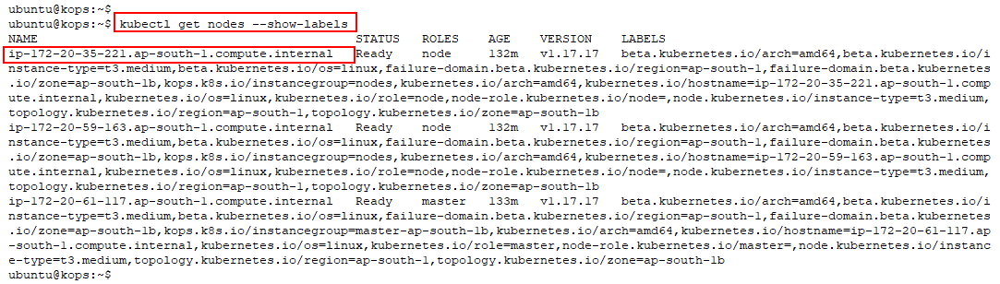 ubuntu@kops:~$
ubuntu@kops:~$ kubectl get nodes --show-labels
NAME STATUS ROLES AGE VERSION LABELS
ip-172-20-35-221.ap-south-1.compute.internal Ready node 132m v1.17.17 beta.kubernetes.io/arch=amd64,beta.kubernetes.io/i
nstance-type=t3.medium,beta.kubernetes.io/os=linux,failure-domain.beta.kubernetes.io/region=ap-south-1,failure-domain.beta.kubernetes
.io/zone=ap-south-1b,kops.k8s.io/instancegroup=nodes,kubernetes.io/arch=amd64,kubernetes.io/hostname=ip-172-20-35-221.ap-south-1.comp
ute.internal,kubernetes.io/os=linux,kubernetes.io/role=node,node-role.kubernetes.io/node=,node.kubernetes.io/instance-type=t3.medium,
topology.kubernetes.io/region=ap-south-1,topology.kubernetes.io/zone=ap-south-1b
ip-172-20-59-163.ap-south-1.compute.internal Ready node 132m v1.17.17 beta.kubernetes.io/arch=amd64,beta.kubernetes.io/i
nstance-type=t3.medium,beta.kubernetes.io/os=linux,failure-domain.beta.kubernetes.io/region=ap-south-1,failure-domain.beta.kubernetes
.io/zone=ap-south-1b,kops.k8s.io/instancegroup=nodes,kubernetes.io/arch=amd64,kubernetes.io/hostname=ip-172-20-59-163.ap-south-1.comp
ute.internal,kubernetes.io/os=linux,kubernetes.io/role=node,node-role.kubernetes.io/node=,node.kubernetes.io/instance-type=t3.medium,
topology.kubernetes.io/region=ap-south-1,topology.kubernetes.io/zone=ap-south-1b
ip-172-20-61-117.ap-south-1.compute.internal Ready master 133m v1.17.17 beta.kubernetes.io/arch=amd64,beta.kubernetes.io/i
nstance-type=t3.medium,beta.kubernetes.io/os=linux,failure-domain.beta.kubernetes.io/region=ap-south-1,failure-domain.beta.kubernetes
.io/zone=ap-south-1b,kops.k8s.io/instancegroup=master-ap-south-1b,kubernetes.io/arch=amd64,kubernetes.io/hostname=ip-172-20-61-117.ap
-south-1.compute.internal,kubernetes.io/os=linux,kubernetes.io/role=master,node-role.kubernetes.io/master=,node.kubernetes.io/instanc
e-type=t3.medium,topology.kubernetes.io/region=ap-south-1,topology.kubernetes.io/zone=ap-south-1b
ubuntu@kops:~$